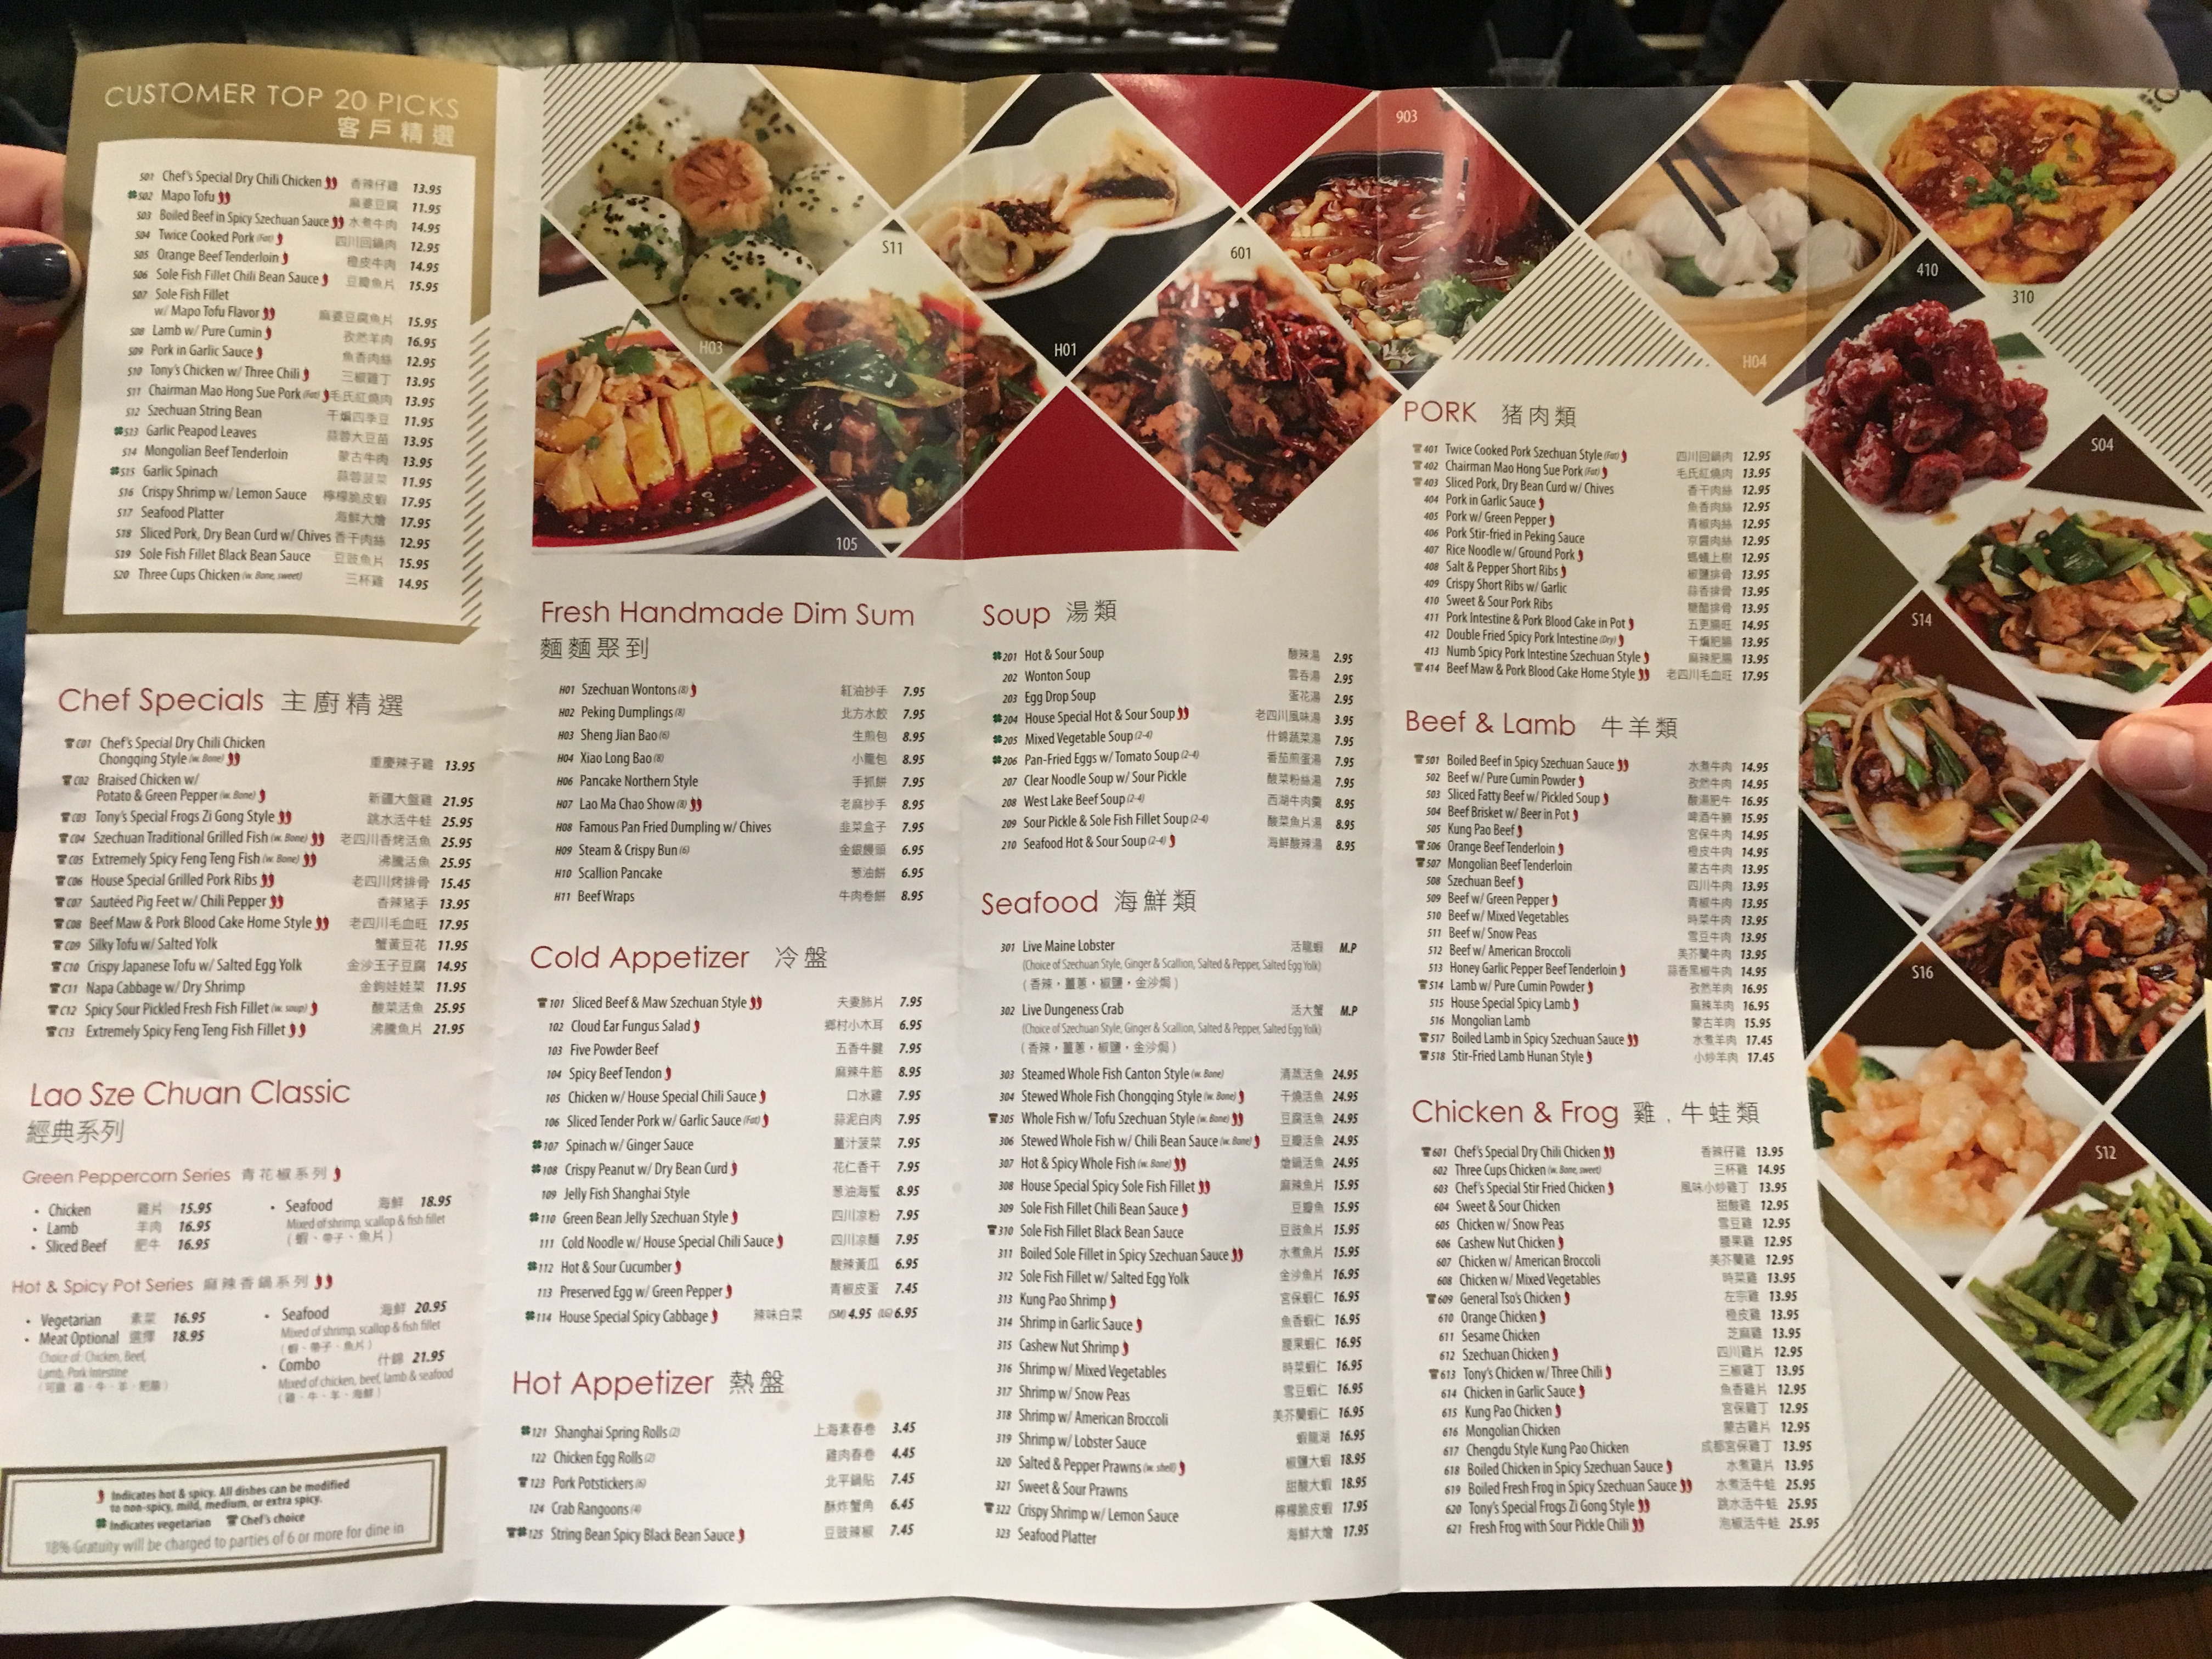 CUSTOMER TOP 20 PICKS
客戶精選
S01 Chef's Special Dry Chili Chicken 香辣仔雞 13.95
S02 Mapo Tofu 麻婆豆腐 11.95
S03 Boiled Beef in Spicy Szechuan Sauce 水煮牛肉 14.95
S04 Twice Cooked Pork (Fat) 四川回鍋肉 12.95
S05 Orange Beef Tenderloin 橙皮牛肉 14.95
S06 Sole Fish Fillet Chili Bean Sauce 豆瓣魚片 15.95
S07 Sole Fish Fillet
w/ Mapo Tofu Flavor 麻婆豆腐魚片 15.95
S08 Lamb w/ Pure Cumin 孜然羊肉 16.95
S09 Pork in Garlic Sauce 魚香肉絲 12.95
S10 Tony's Chicken w/ Three Chili 三椒雞丁 13.95
S11 Chairman Mao Hong Sue Pork (Fat) 毛氏紅燒肉 13.95
S12 Szechuan String Bean 干煸四季豆 11.95
S13 Garlic Peapod Leaves 蒜蓉大豆苗 13.95
S14 Mongolian Beef Tenderloin 蒙古牛肉 13.95
S15 Garlic Spinach 蒜蓉菠菜 11.95
S16 Crispy Shrimp w/ Lemon Sauce 檸檬脆皮蝦 17.95
S17 Seafood Platter 海鮮大燴 17.95
S18 Sliced Pork, Dry Bean Curd w/ Chives 香干肉絲 12.95
S19 Sole Fish Fillet Black Bean Sauce 豆豉魚片 15.95
S20 Three Cups Chicken (w. Bone, sweet) 三杯雞 14.95
Chef Specials 主廚精選
C01 Chef's Special Dry Chili Chicken
Chongqing Style (w. Bone) 重慶辣子雞 13.95
C02 Braised Chicken w/
Potato & Green Pepper (w. Bone) 新疆大盤雞 21.95
C03 Tony's Special Frogs Zi Gong Style 跳水活牛蛙 25.95
C04 Szechuan Traditional Grilled Fish (w. Bone) 老四川香烤活魚 25.95
C05 Extremely Spicy Feng Teng Fish (w. Bone) 沸騰活魚 25.95
C06 House Special Grilled Pork Ribs 老四川烤排骨 15.45
C07 Sautéed Pig Feet w/ Chili Pepper 香辣豬手 13.95
C08 Beef Maw & Pork Blood Cake Home Style 老四川毛血旺 17.95
C09 Silky Tofu w/ Salted Yolk 蟹黃豆花 11.95
C10 Crispy Japanese Tofu w/ Salted Egg Yolk 金沙玉子豆腐 14.95
C11 Napa Cabbage w/ Dry Shrimp 金鉤娃娃菜 11.95
C12 Spicy Sour Pickled Fresh Fish Fillet (w. soup) 酸菜活魚 25.95
C13 Extremely Spicy Feng Teng Fish Fillet 沸騰魚片 21.95
Lao Sze Chuan Classic
經典系列
Green Peppercorn Series 青花椒系列
• Chicken 雞片 15.95
• Lamb 羊肉 16.95
• Sliced Beef 肥牛 16.95
• Seafood 海鮮 18.95
Mixed of shrimp, scallop & fish fillet
(蝦、帶子、魚片)
Hot & Spicy Pot Series 麻辣香鍋系列
• Vegetarian 素菜 16.95
• Meat Optional 選擇 18.95
Choice of: Chicken, Beef,
Lamb, Pork Intestine
• Seafood 海鮮 20.95
Mixed of shrimp, scallop & fish fillet
(蝦、帶子、魚片)
• Combo 什錦 21.95
Mixed of chicken, beef, lamb & seafood
(雞、牛、羊、海鮮)
Indicates hot & spicy. All dishes can be modified
to non-spicy, mild, medium, or extra spicy.
Indicates vegetarian Chef's choice
18% Gratuity will be charged to parties of 6 or more for dine in
H03
S11
H01
105
601
903
H04
410
310
S04
S14
S16
S12
Fresh Handmade Dim Sum
麵麵聚到
H01 Szechuan Wontons (8) 紅油抄手 7.95
H02 Peking Dumplings (8) 北方水餃 7.95
H03 Sheng Jian Bao (6) 生煎包 8.95
H04 Xiao Long Bao (8) 小籠包 8.95
H06 Pancake Northern Style 手抓餅 7.95
H07 Lao Ma Chao Show (8) 老麻抄手 8.95
H08 Famous Pan Fried Dumpling w/ Chives 韭菜盒子 7.95
H09 Steam & Crispy Bun (6) 金銀饅頭 6.95
H10 Scallion Pancake 葱油餅 6.95
H11 Beef Wraps 牛肉卷餅 8.95
Cold Appetizer 冷盤
101 Sliced Beef & Maw Szechuan Style 夫妻肺片 7.95
102 Cloud Ear Fungus Salad 鄉村小木耳 6.95
103 Five Powder Beef 五香牛腱 7.95
104 Spicy Beef Tendon 麻辣牛筋 8.95
105 Chicken w/ House Special Chili Sauce 口水雞 7.95
106 Sliced Tender Pork w/ Garlic Sauce (Fat) 蒜泥白肉 7.95
107 Spinach w/ Ginger Sauce 薑汁菠菜 7.95
108 Crispy Peanut w/ Dry Bean Curd 花仁香干 7.95
109 Jelly Fish Shanghai Style 葱油海蜇 8.95
110 Green Bean Jelly Szechuan Style 四川凉粉 7.95
111 Cold Noodle w/ House Special Chili Sauce 四川凉麵 7.95
112 Hot & Sour Cucumber 酸辣黃瓜 6.95
113 Preserved Egg w/ Green Pepper 青椒皮蛋 7.45
114 House Special Spicy Cabbage 辣味白菜 (SM) 4.95 (LG) 6.95
Hot Appetizer 熱盤
121 Shanghai Spring Rolls (2) 上海素春卷 3.45
122 Chicken Egg Rolls (2) 雞肉春卷 4.45
123 Pork Potstickers (6) 北平鍋貼 7.45
124 Crab Rangoons (4) 酥炸蟹角 6.45
125 String Bean Spicy Black Bean Sauce 豆豉辣椒 7.45
Soup 湯類
201 Hot & Sour Soup 酸辣湯 2.95
202 Wonton Soup 雲吞湯 2.95
203 Egg Drop Soup 蛋花湯 2.95
204 House Special Hot & Sour Soup 老四川風味湯 3.95
205 Mixed Vegetable Soup (2-4) 什錦蔬菜湯 7.95
206 Pan-Fried Eggs w/ Tomato Soup (2-4) 番茄煎蛋湯 7.95
207 Clear Noodle Soup w/ Sour Pickle 酸菜粉絲湯 7.95
208 West Lake Beef Soup (2-4) 西湖牛肉羹 8.95
209 Sour Pickle & Sole Fish Fillet Soup (2-4) 酸菜魚片湯 8.95
210 Seafood Hot & Sour Soup (2-4) 海鮮酸辣湯 8.95
Seafood 海鮮類
301 Live Maine Lobster 活龍蝦 M.P
(Choice of Szechuan Style, Ginger & Scallion, Salted & Pepper, Salted Egg Yolk)
(香辣，薑蔥，椒鹽，金沙焗)
302 Live Dungeness Crab 活大蟹 M.P
(Choice of Szechuan Style, Ginger & Scallion, Salted & Pepper, Salted Egg Yolk)
(香辣，薑蔥，椒鹽，金沙焗)
303 Steamed Whole Fish Canton Style (w. Bone) 清蒸活魚 24.95
304 Stewed Whole Fish Chongqing Style (w. Bone) 干燒活魚 24.95
305 Whole Fish w/ Tofu Szechuan Style (w. Bone) 豆腐活魚 24.95
306 Stewed Whole Fish w/ Chili Bean Sauce (w. Bone) 豆瓣活魚 24.95
307 Hot & Spicy Whole Fish (w. Bone) 熗鍋活魚 24.95
308 House Special Spicy Sole Fish Fillet 麻辣魚片 15.95
309 Sole Fish Fillet Chili Bean Sauce 豆瓣魚 15.95
310 Sole Fish Fillet Black Bean Sauce 豆豉魚片 15.95
311 Boiled Sole Fillet in Spicy Szechuan Sauce 水煮魚片 15.95
312 Sole Fish Fillet w/ Salted Egg Yolk 金沙魚片 16.95
313 Kung Pao Shrimp 宮保蝦仁 16.95
314 Shrimp in Garlic Sauce 魚香蝦仁 16.95
315 Cashew Nut Shrimp 腰果蝦仁 16.95
316 Shrimp w/ Mixed Vegetables 時菜蝦仁 16.95
317 Shrimp w/ Snow Peas 雪豆蝦仁 16.95
318 Shrimp w/ American Broccoli 美芥蘭蝦仁 16.95
319 Shrimp w/ Lobster Sauce 蝦龍湖 16.95
320 Salted & Pepper Prawns (w. shell) 椒鹽大蝦 18.95
321 Sweet & Sour Prawns 甜酸大蝦 18.95
322 Crispy Shrimp w/ Lemon Sauce 檸檬脆皮蝦 17.95
323 Seafood Platter 海鮮大燴 17.95
PORK 猪肉類
401 Twice Cooked Pork Szechuan Style (Fat) 四川回鍋肉 12.95
402 Chairman Mao Hong Sue Pork (Fat) 毛氏紅燒肉 13.95
403 Sliced Pork, Dry Bean Curd w/ Chives 香干肉絲 12.95
404 Pork in Garlic Sauce 魚香肉絲 12.95
405 Pork w/ Green Pepper 青椒肉絲 12.95
406 Pork Stir-fried in Peking Sauce 京醬肉絲 12.95
407 Rice Noodle w/ Ground Pork 螞蟻上樹 12.95
408 Salt & Pepper Short Ribs 椒鹽排骨 13.95
409 Crispy Short Ribs w/ Garlic 蒜香排骨 13.95
410 Sweet & Sour Pork Ribs 糖醋排骨 13.95
411 Pork Intestine & Pork Blood Cake in Pot 五更腸旺 14.95
412 Double Fried Spicy Pork Intestine (Dry) 干煸肥腸 13.95
413 Numb Spicy Pork Intestine Szechuan Style 麻辣肥腸 13.95
414 Beef Maw & Pork Blood Cake Home Style 老四川毛血旺 17.95
Beef & Lamb 牛羊類
501 Boiled Beef in Spicy Szechuan Sauce 水煮牛肉 14.95
502 Beef w/ Pure Cumin Powder 孜然牛肉 14.95
503 Sliced Fatty Beef w/ Pickled Soup 酸湯肥牛 16.95
504 Beef Brisket w/ Beer in Pot 啤酒牛腩 15.95
505 Kung Pao Beef 宮保牛肉 14.95
506 Orange Beef Tenderloin 橙皮牛肉 14.95
507 Mongolian Beef Tenderloin 蒙古牛肉 13.95
508 Szechuan Beef 四川牛肉 13.95
509 Beef w/ Green Pepper 青椒牛肉 13.95
510 Beef w/ Mixed Vegetables 時菜牛肉 13.95
511 Beef w/ Snow Peas 雪豆牛肉 13.95
512 Beef w/ American Broccoli 美芥蘭牛肉 13.95
513 Honey Garlic Pepper Beef Tenderloin 蒜香黑椒牛肉 14.95
514 Lamb w/ Pure Cumin Powder 孜然羊肉 16.95
515 House Special Spicy Lamb 麻辣羊肉 16.95
516 Mongolian Lamb 蒙古羊肉 15.95
517 Boiled Lamb in Spicy Szechuan Sauce 水煮羊肉 17.45
518 Stir-Fried Lamb Hunan Style 小炒羊肉 17.45
Chicken & Frog 雞．牛蛙類
601 Chef's Special Dry Chili Chicken 香辣仔雞 13.95
602 Three Cups Chicken (w. Bone, sweet) 三杯雞 14.95
603 Chef's Special Stir Fried Chicken 風味小炒雞丁 13.95
604 Sweet & Sour Chicken 甜酸雞 12.95
605 Chicken w/ Snow Peas 雪豆雞 12.95
606 Cashew Nut Chicken 腰果雞 12.95
607 Chicken w/ American Broccoli 美芥蘭雞 12.95
608 Chicken w/ Mixed Vegetables 時菜雞 13.95
609 General Tso's Chicken 左宗雞 13.95
610 Orange Chicken 橙皮雞 13.95
611 Sesame Chicken 芝麻雞 13.95
612 Szechuan Chicken 四川雞片 12.95
613 Tony's Chicken w/ Three Chili 三椒雞丁 13.95
614 Chicken in Garlic Sauce 魚香雞片 12.95
615 Kung Pao Chicken 宮保雞丁 12.95
616 Mongolian Chicken 蒙古雞片 12.95
617 Chengdu Style Kung Pao Chicken 成都宮保雞丁 13.95
618 Boiled Chicken in Spicy Szechuan Sauce 水煮雞片 13.95
619 Boiled Fresh Frog in Spicy Szechuan Sauce 水煮活牛蛙 25.95
620 Tony's Special Frogs Zi Gong Style 跳水活牛蛙 25.95
621 Fresh Frog with Sour Pickle Chili 泡椒活牛蛙 25.95